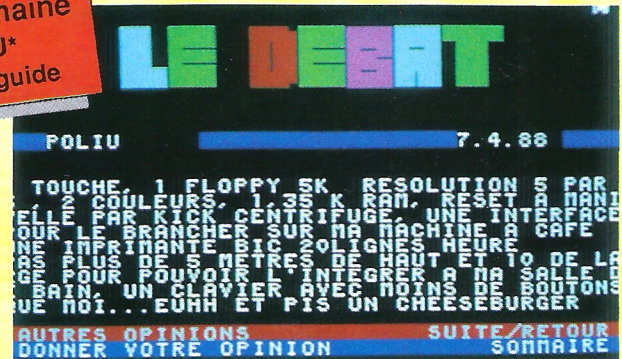 maine
U*
guide
LE DEBAT
POLIU 7.4.88
TOUCHE, 1 FLOPPY 5K RESOLUTION 5 PAR
, 2 COULEURS, 1,35 K RAM, RESET A MANI
ELLE PAR KICK CENTRIFUGE, UNE INTERFACE
OUR LE BRANCHER SUR MA MACHINE A CAFE
NE IMPRIMANTE BIC 20LIGNES HEURE
AS PLUS DE 5 METRES DE HAUT ET 10 DE LA
GE POUR POUVOIR L'INTEGRER A MA SALLE D
BAIN, UN CLAVIER AVEC MOINS DE BOUTONS
UE MOI...EUHH ET PIS UN CHEESEBURGER
AUTRES OPINIONS SUITE/RETOUR
DONNER VOTRE OPINION SOMMAIRE